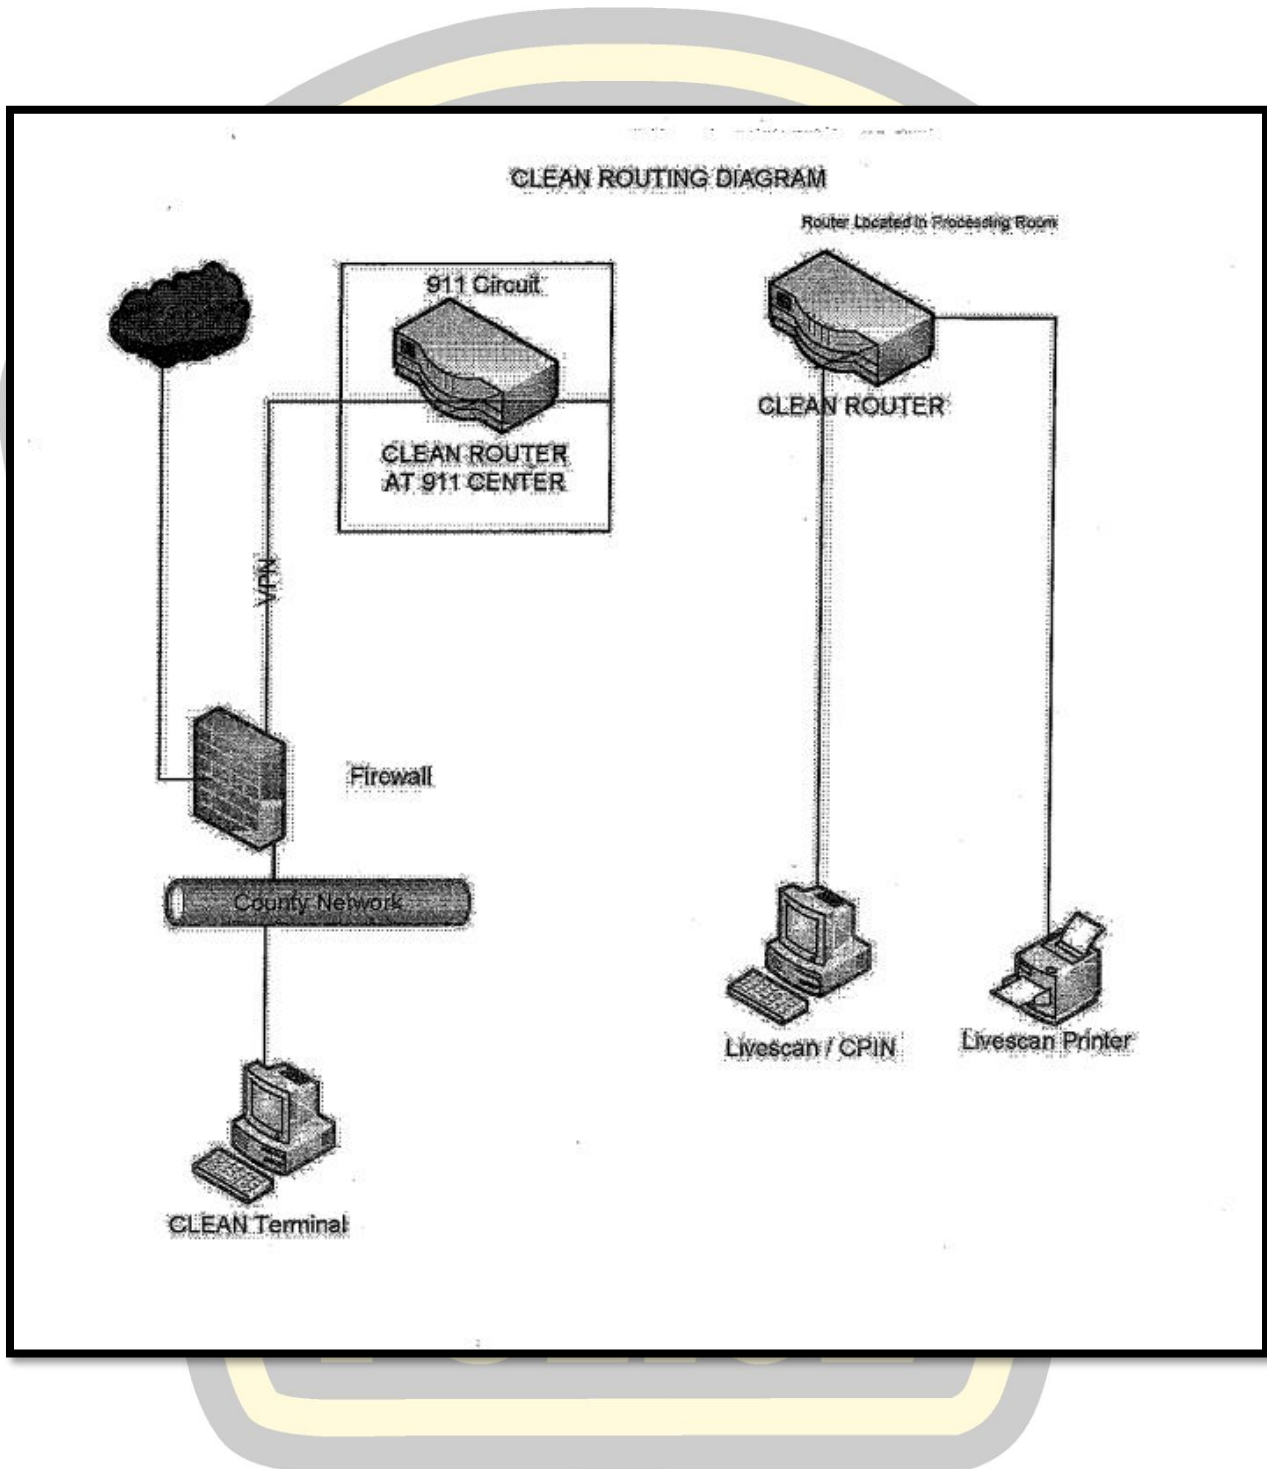 CLEAN ROUTING DIAGRAM
Router Located In Processing Room
911 Circuit
CLEAN ROUTER
AT 911 CENTER
CLEAN ROUTER
VPN
Firewall
County Network
Livescan / CPIN
Livescan Printer
CLEAN Terminal